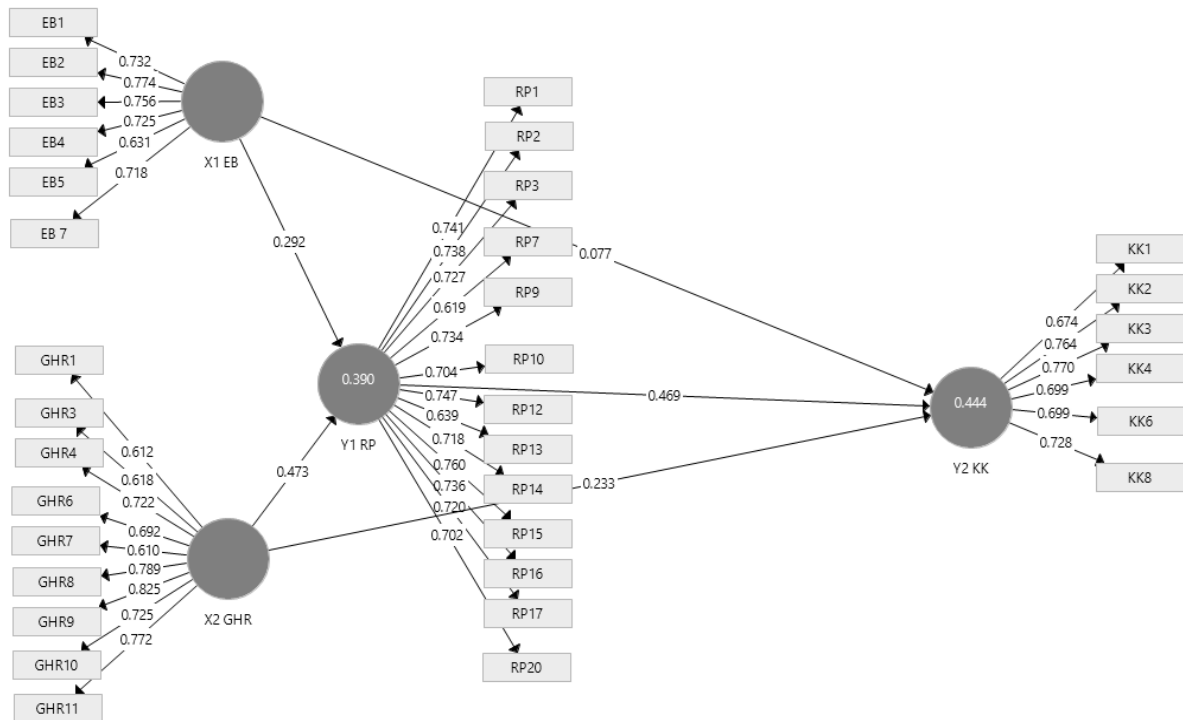 EB1
EB2
EB3
EB4
EB5
EB 7
0.732
0.774
0.756
0.725
0.631
0.718
X1 EB
0.292
0.077
GHR1
GHR3
GHR4
GHR6
GHR7
GHR8
GHR9
GHR10
GHR11
0.612
0.618
0.722
0.692
0.610
0.789
0.825
0.725
0.772
X2 GHR
0.473
0.233
0.390
Y1 RP
0.469
0.741
0.738
0.727
0.619
0.734
0.704
0.747
0.639
0.718
0.760
0.736
0.720
0.702
RP1
RP2
RP3
RP7
RP9
RP10
RP12
RP13
RP14
RP15
RP16
RP17
RP20
0.444
Y2 KK
0.674
0.764
0.770
0.699
0.699
0.728
KK1
KK2
KK3
KK4
KK6
KK8